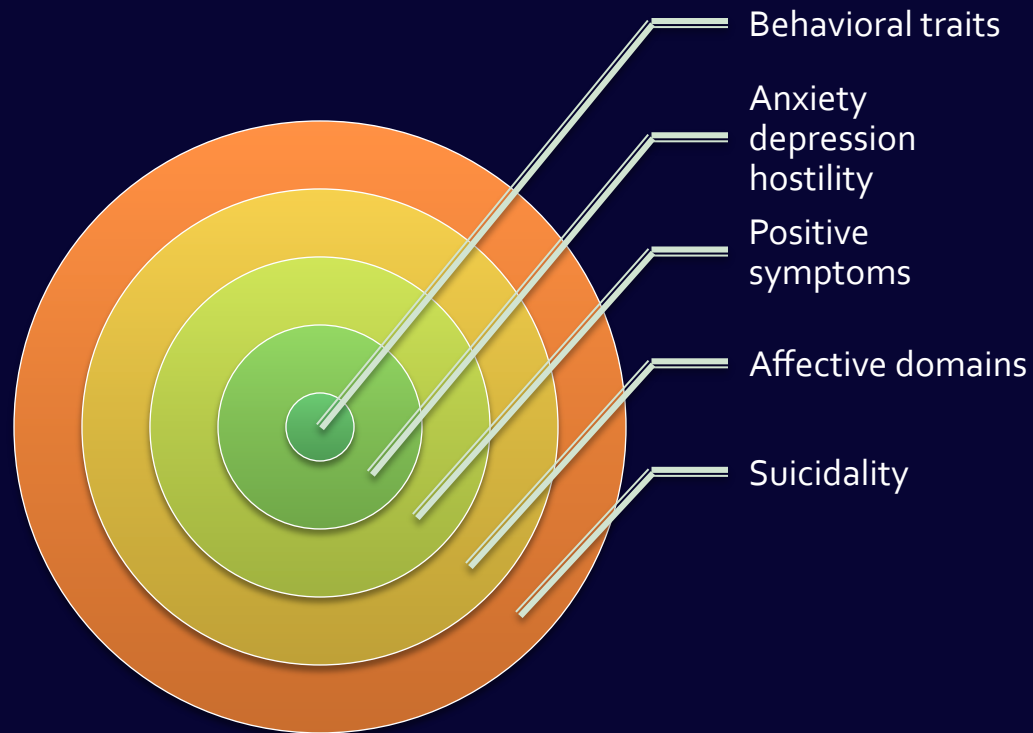 Behavioral traits
Anxiety
depression
hostility
Positive
symptoms
Affective domains
Suicidality